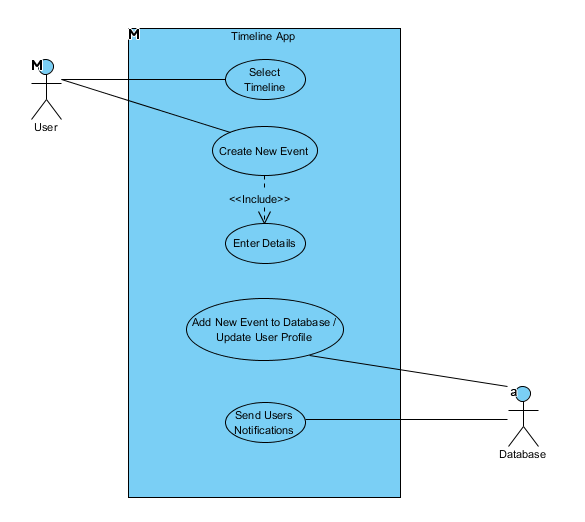 M
Timeline App
M
User
Select
Timeline
Create New Event
<<Include>>
Enter Details
Add New Event to Database /
Update User Profile
a
Database
Send Users
Notifications